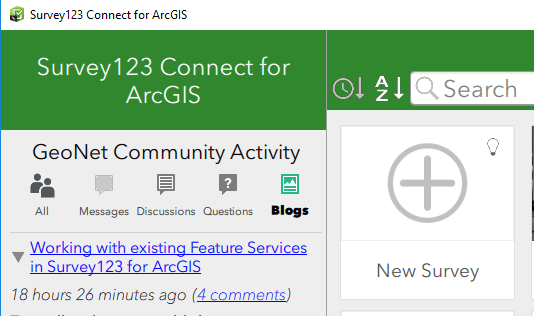 Survey123 Connect for ArcGIS
Survey123 Connect for
ArcGIS
A
Z
Search
GeoNet Community Activity
All
Messages
Discussions
?
Questions
Blogs
Working with existing Feature Services
in Survey123 for ArcGIS
18 hours 26 minutes ago (4 comments)
New Survey